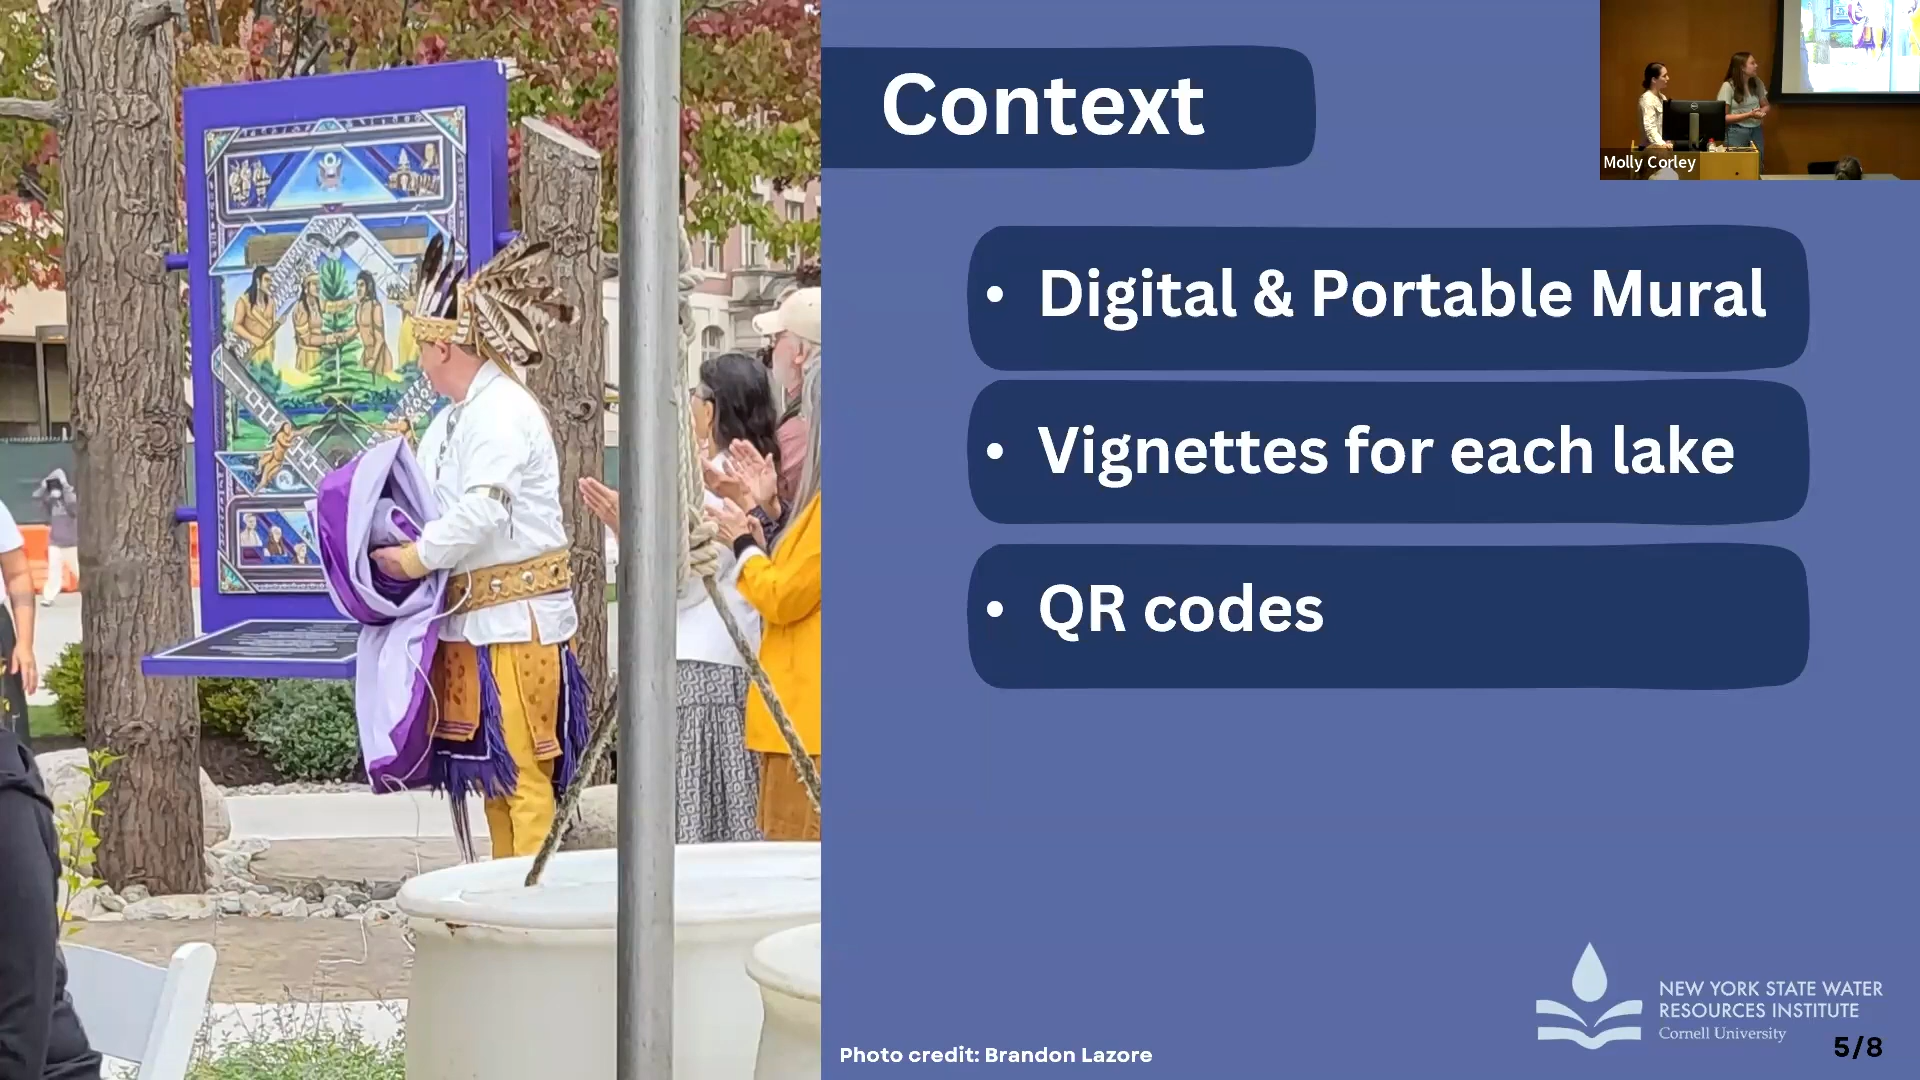 Context
Molly Corley
• Digital & Portable Mural
• Vignettes for each lake
• QR codes
NEW YORK STATE WATER
RESOURCES INSTITUTE
Cornell University
Photo credit: Brandon Lazore
5/8